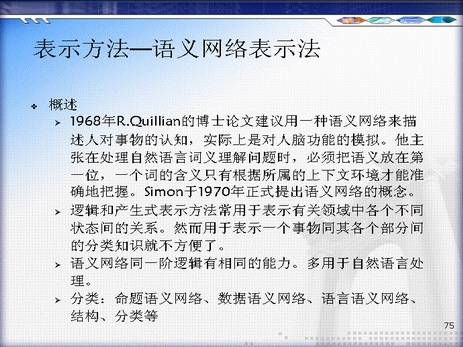 表示方法—语义网络表示法
概述
1968年R.Quillian的博士论文建议用一种语义网络来描
述人对事物的认知，实际上是对人脑功能的模拟。他主
张在处理自然语言词义理解问题时，必须把语义放在第
一位，一个词的含义只有根据所属的上下文环境才能准
确地把握。Simon于1970年正式提出语义网络的概念。
逻辑和产生式表示方法常用于表示有关领域中各个不同
状态间的关系。然而用于表示一个事物同其各个部分间
的分类知识就不方便了。
语义网络同一阶逻辑有相同的能力。多用于自然语言处
理。
分类：命题语义网络、数据语义网络、语言语义网络、
结构、分类等
75